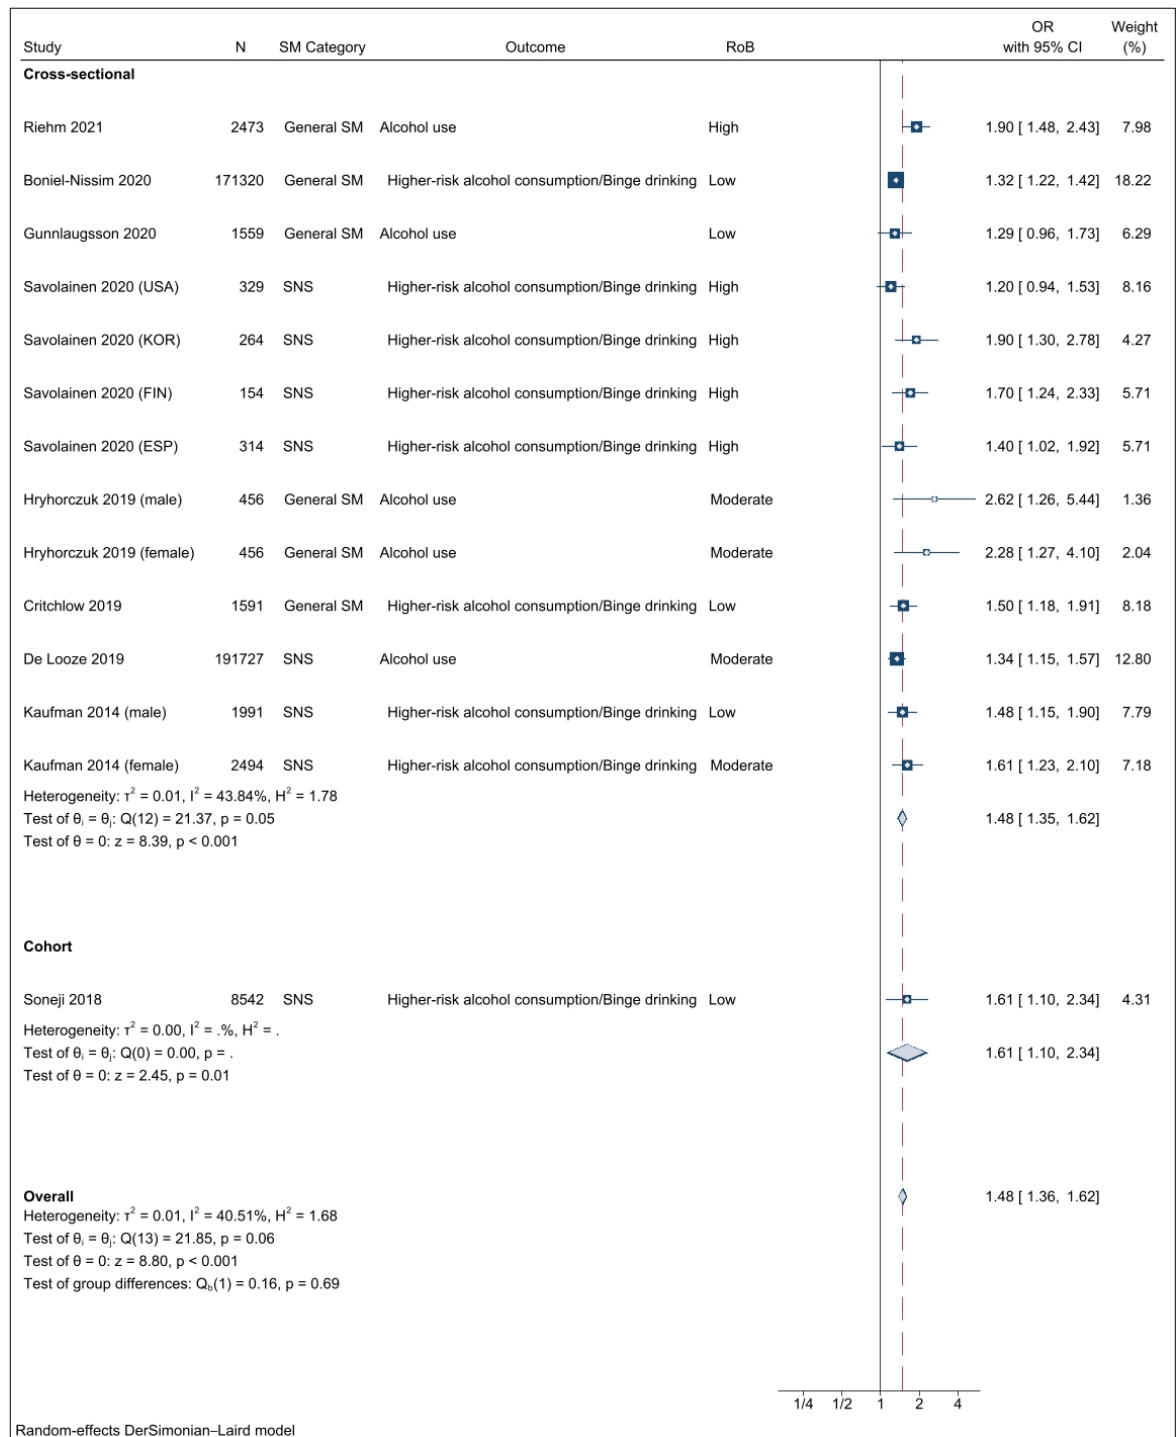 Study N SM Category Outcome RoB OR with 95% CI Weight (%)
Cross-sectional
Riehm 2021 2473 General SM Alcohol use High 1.90 [ 1.48, 2.43] 7.98
Boniel-Nissim 2020 171320 General SM Higher-risk alcohol consumption/Binge drinking Low 1.32 [ 1.22, 1.42] 18.22
Gunnlaugsson 2020 1559 General SM Alcohol use Low 1.29 [ 0.96, 1.73] 6.29
Savolainen 2020 (USA) 329 SNS Higher-risk alcohol consumption/Binge drinking High 1.20 [ 0.94, 1.53] 8.16
Savolainen 2020 (KOR) 264 SNS Higher-risk alcohol consumption/Binge drinking High 1.90 [ 1.30, 2.78] 4.27
Savolainen 2020 (FIN) 154 SNS Higher-risk alcohol consumption/Binge drinking High 1.70 [ 1.24, 2.33] 5.71
Savolainen 2020 (ESP) 314 SNS Higher-risk alcohol consumption/Binge drinking High 1.40 [ 1.02, 1.92] 5.71
Hryhorczuk 2019 (male) 456 General SM Alcohol use Moderate 2.62 [ 1.26, 5.44] 1.36
Hryhorczuk 2019 (female) 456 General SM Alcohol use Moderate 2.28 [ 1.27, 4.10] 2.04
Critchlow 2019 1591 General SM Higher-risk alcohol consumption/Binge drinking Low 1.50 [ 1.18, 1.91] 8.18
De Looze 2019 191727 SNS Alcohol use Moderate 1.34 [ 1.15, 1.57] 12.80
Kaufman 2014 (male) 1991 SNS Higher-risk alcohol consumption/Binge drinking Low 1.48 [ 1.15, 1.90] 7.79
Kaufman 2014 (female) 2494 SNS Higher-risk alcohol consumption/Binge drinking Moderate 1.61 [ 1.23, 2.10] 7.18
Heterogeneity: τ² = 0.01, I² = 43.84%, H² = 1.78
Test of θᵢ = θⱼ: Q(12) = 21.37, p = 0.05 1.48 [ 1.35, 1.62]
Test of θ = 0: z = 8.39, p < 0.001
Cohort
Soneji 2018 8542 SNS Higher-risk alcohol consumption/Binge drinking Low 1.61 [ 1.10, 2.34] 4.31
Heterogeneity: τ² = 0.00, I² = .%, H² = .
Test of θᵢ = θⱼ: Q(0) = 0.00, p = . 1.61 [ 1.10, 2.34]
Test of θ = 0: z = 2.45, p = 0.01
Overall 1.48 [ 1.36, 1.62]
Heterogeneity: τ² = 0.01, I² = 40.51%, H² = 1.68
Test of θᵢ = θⱼ: Q(13) = 21.85, p = 0.06
Test of θ = 0: z = 8.80, p < 0.001
Test of group differences: Q_b(1) = 0.16, p = 0.69
1/4 1/2 1 2 4
Random-effects DerSimonian–Laird model